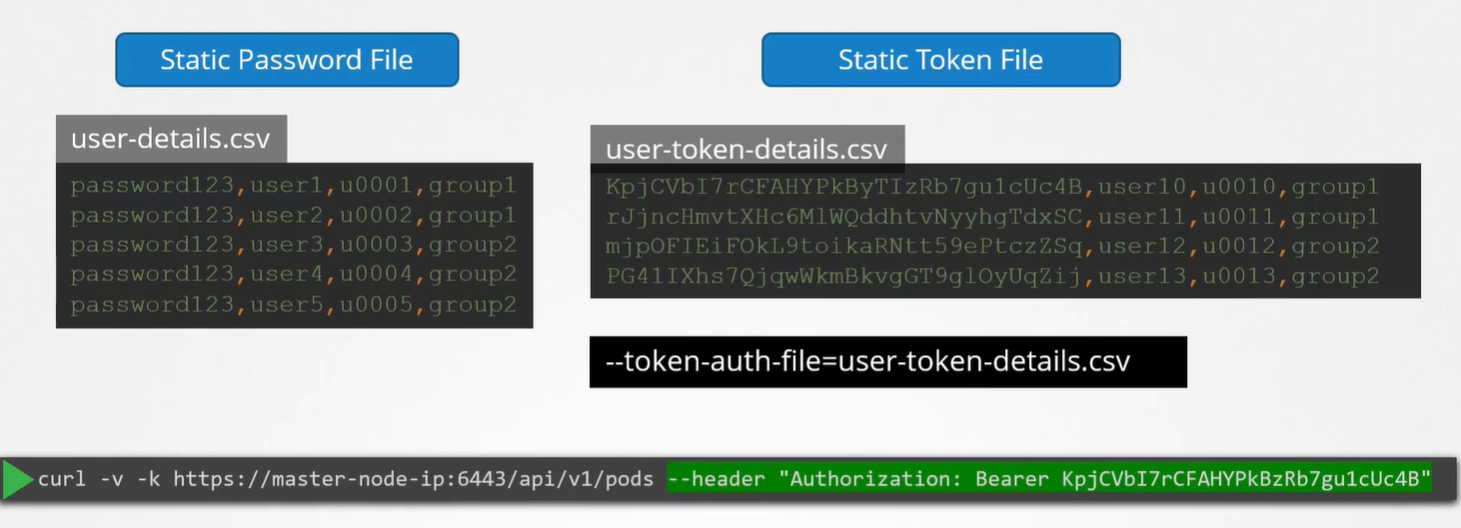 Static Password File
user-details.csv
password123,user1,u0001,group1
password123,user2,u0002,group1
password123,user3,u0003,group2
password123,user4,u0004,group2
password123,user5,u0005,group2
Static Token File
user-token-details.csv
KpjCVbI7rCFAHYPkByTIzRb7gu1cUc4B,user10,u0010,group1
rJjncHmvtXHc6MlWQddhtvNyyhgTdxSC,user11,u0011,group1
mjpOFIEiFOkL9toikaRNtt59ePtczZSq,user12,u0012,group2
PG41IXhs7QjqwWkmBkvgGT9glOyUqZij,user13,u0013,group2
--token-auth-file=user-token-details.csv
curl -v -k https://master-node-ip:6443/api/v1/pods --header "Authorization: Bearer KpjCVbI7rCFAHYPkBzRb7gu1cUc4B"